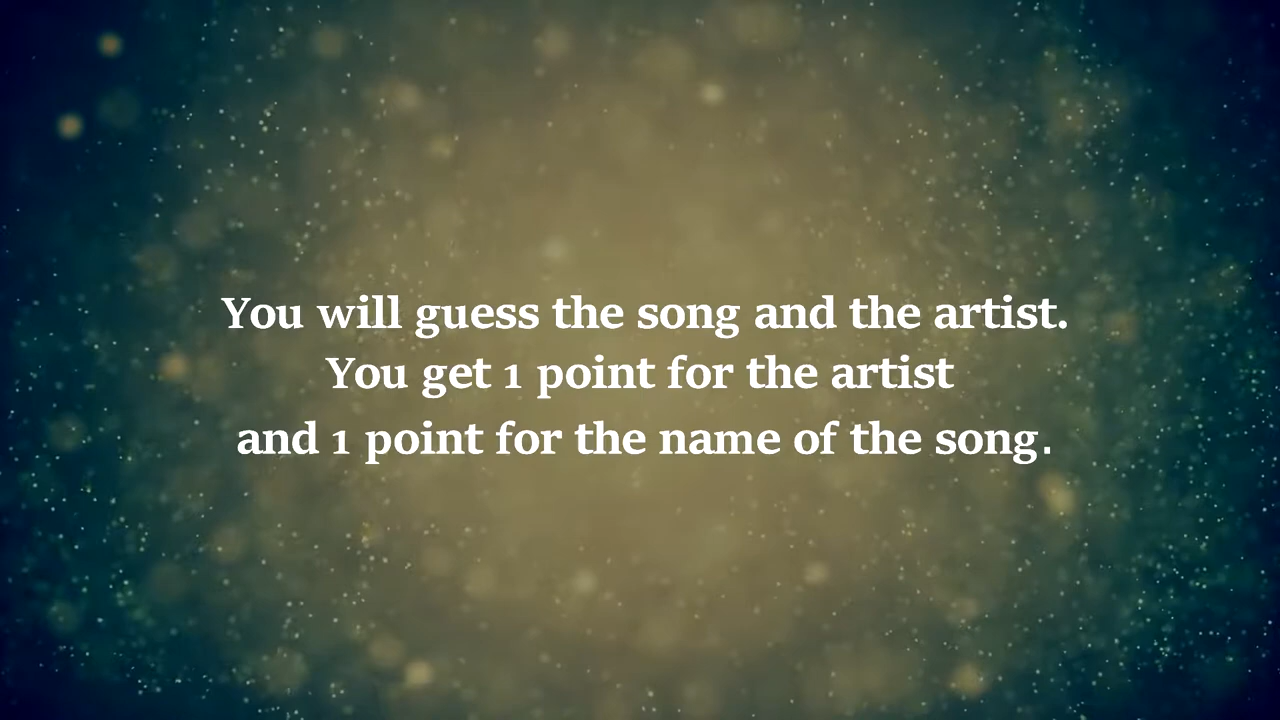 You will guess the song and the artist.
You get 1 point for the artist
and 1 point for the name of the song.